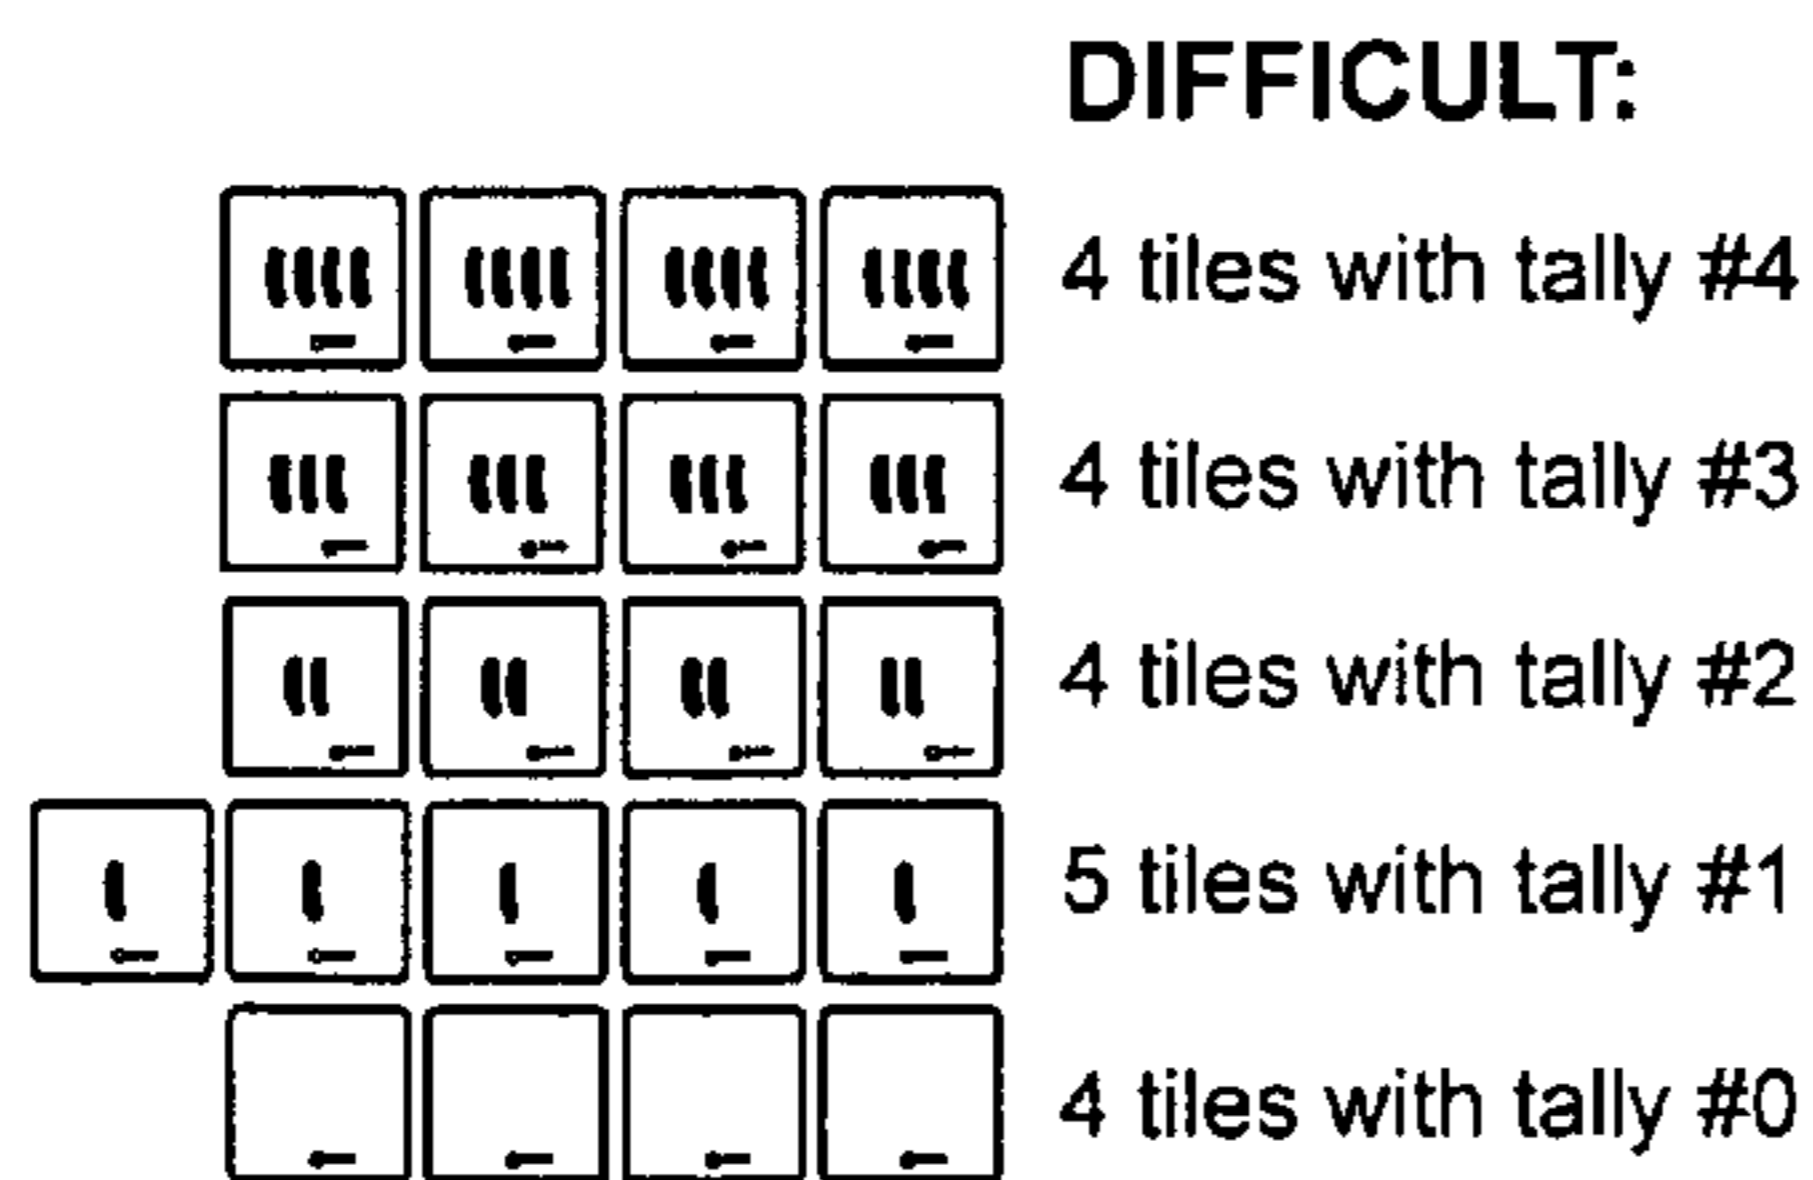 DIFFICULT:
4 tiles with tally #4
4 tiles with tally #3
4 tiles with tally #2
5 tiles with tally #1
4 tiles with tally #0